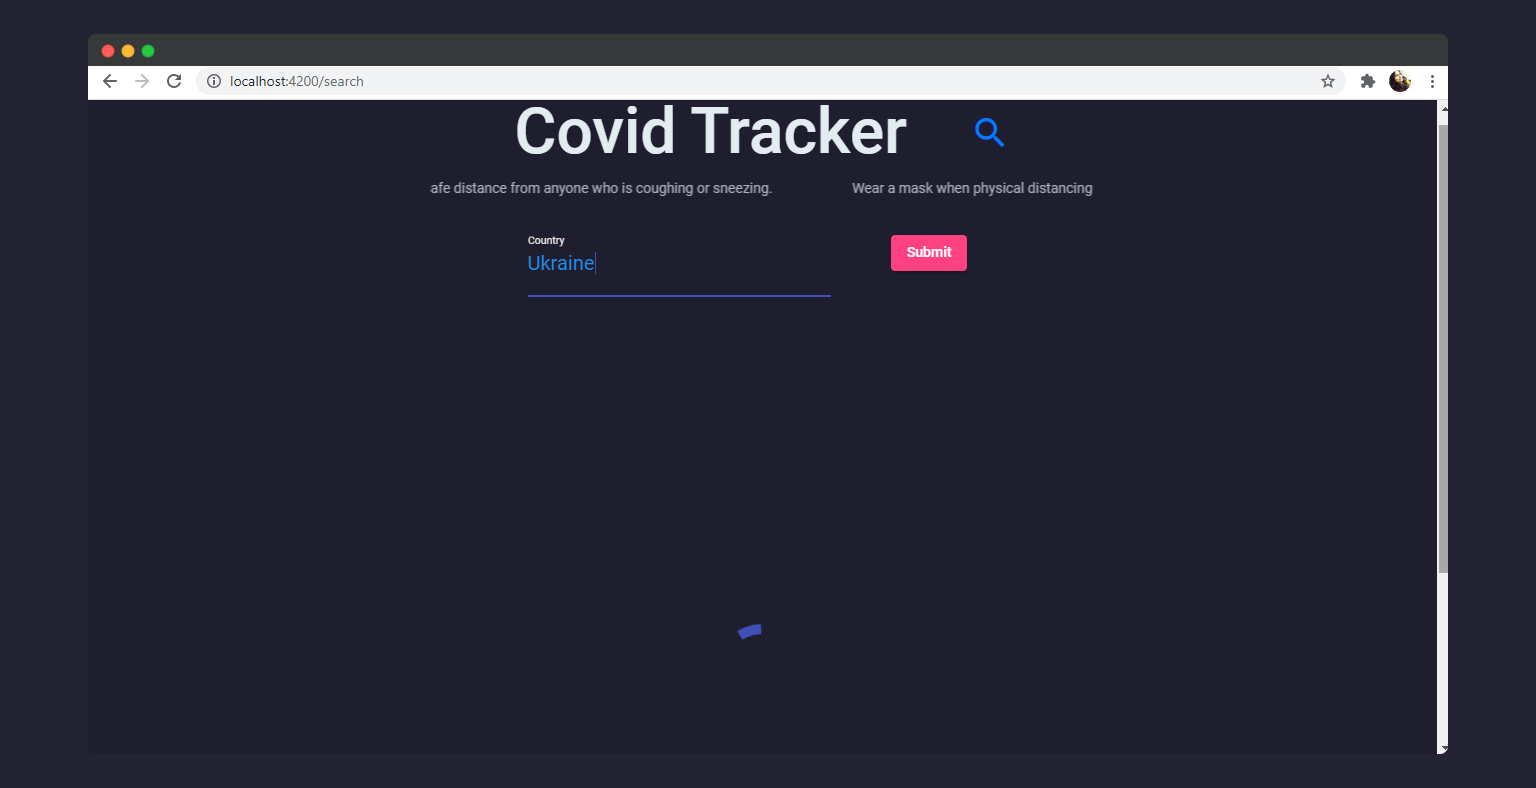 localhost:4200/search
Covid Tracker
afe distance from anyone who is coughing or sneezing. Wear a mask when physical distancing
Country
Ukraine
Submit